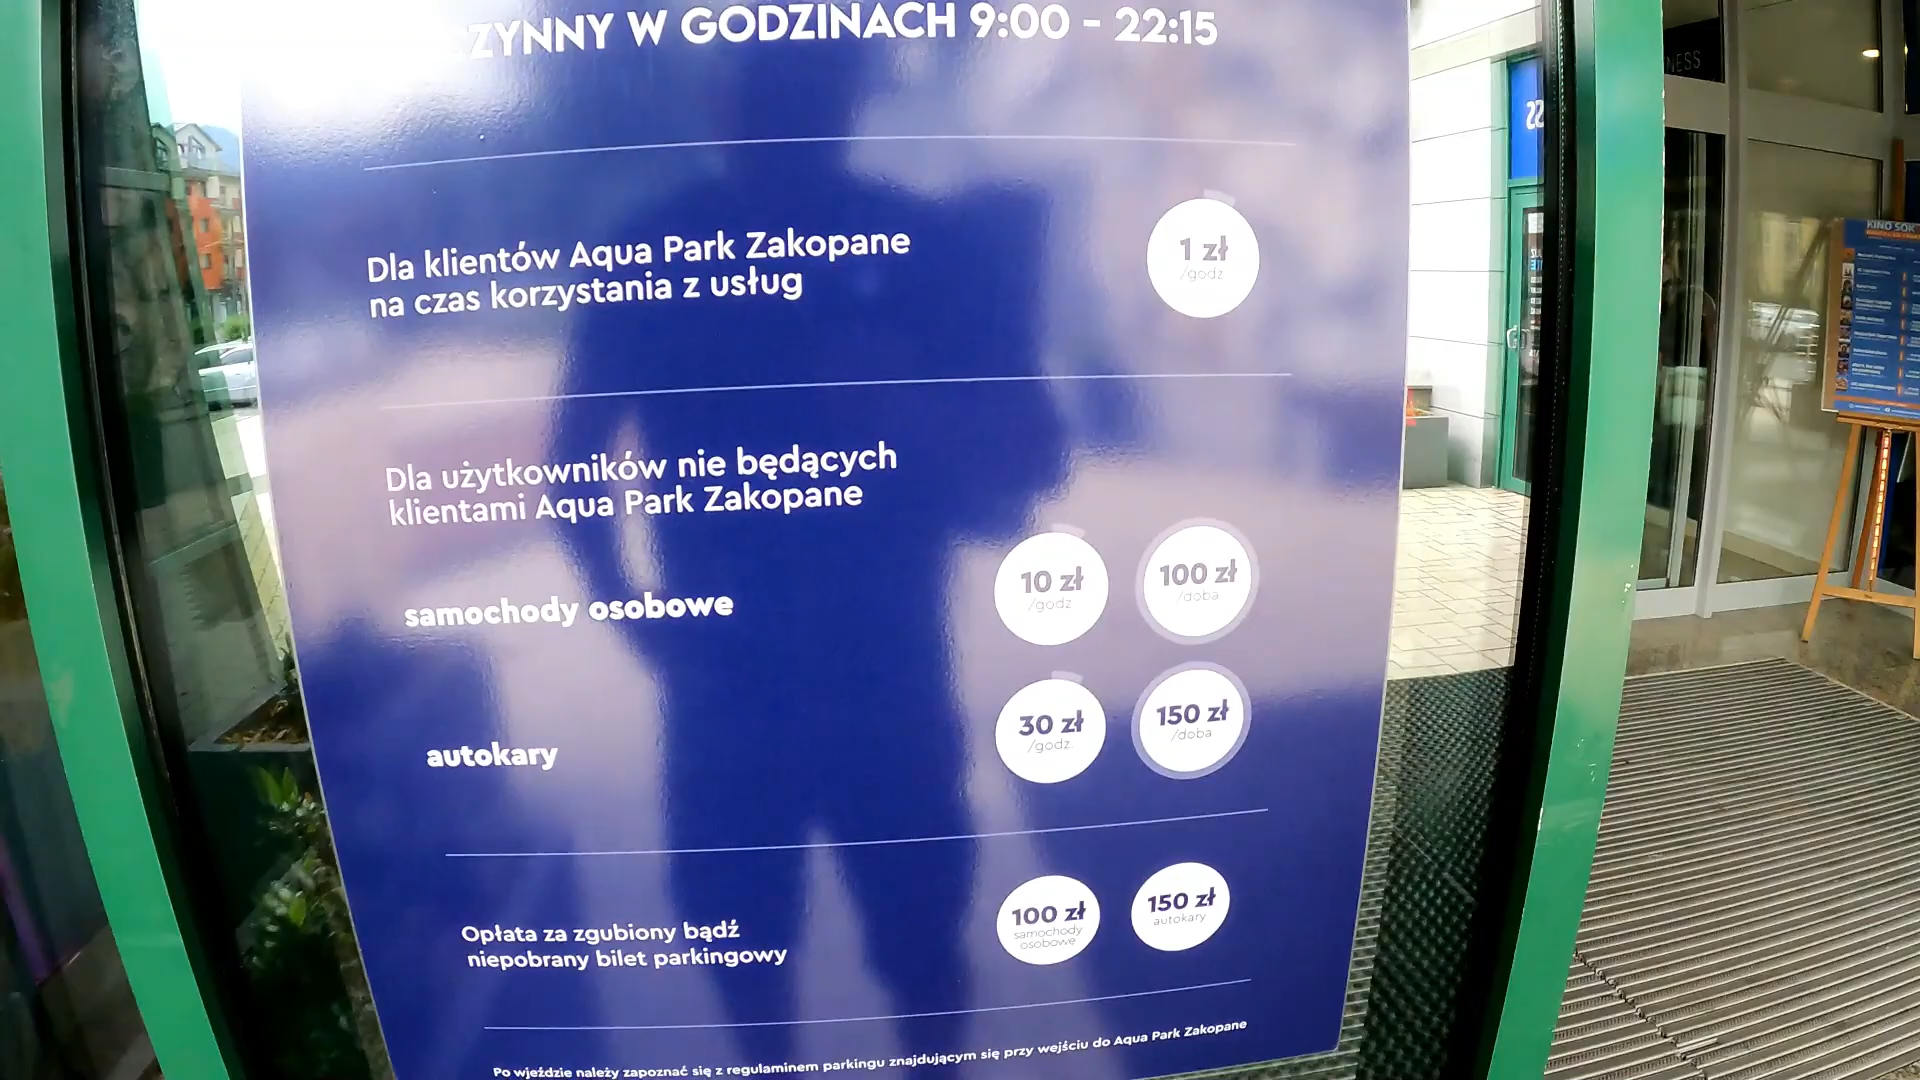 ZYNNY W GODZINACH 9:00 - 22:15
Dla klientów Aqua Park Zakopane
na czas korzystania z usług
1 zł
/godz
Dla użytkowników nie będących
klientami Aqua Park Zakopane
samochody osobowe
10 zł
/godz
100 zł
/doba
autokary
30 zł
/godz.
150 zł
/doba
Opłata za zgubiony bądź
niepobrany bilet parkingowy
100 zł
samochody
osobowe
150 zł
autokary
Po wjeździe należy zapoznać się z regulaminem parkingu znajdującym się przy wejściu do Aqua Park Zakopane
NESS
KINO SOK